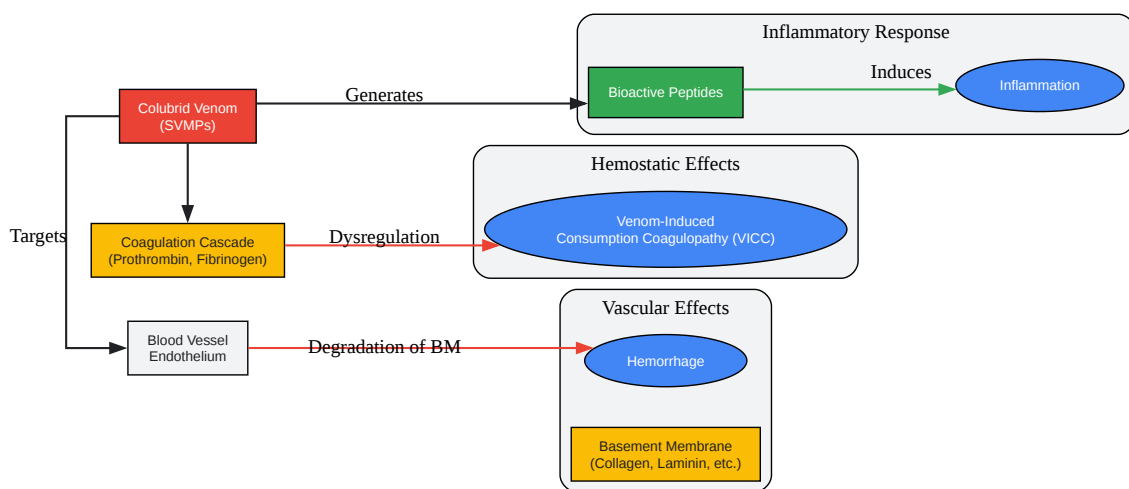 Inflammatory Response
Colubrid Venom
(SVMPs)
Generates
Bioactive Peptides
Induces
Inflammation
Targets
Coagulation Cascade
(Prothrombin, Fibrinogen)
Dysregulation
Hemostatic Effects
Venom-Induced
Consumption Coagulopathy (VICC)
Blood Vessel
Endothelium
Degradation of BM
Vascular Effects
Hemorrhage
Basement Membrane
(Collagen, Laminin, etc.)